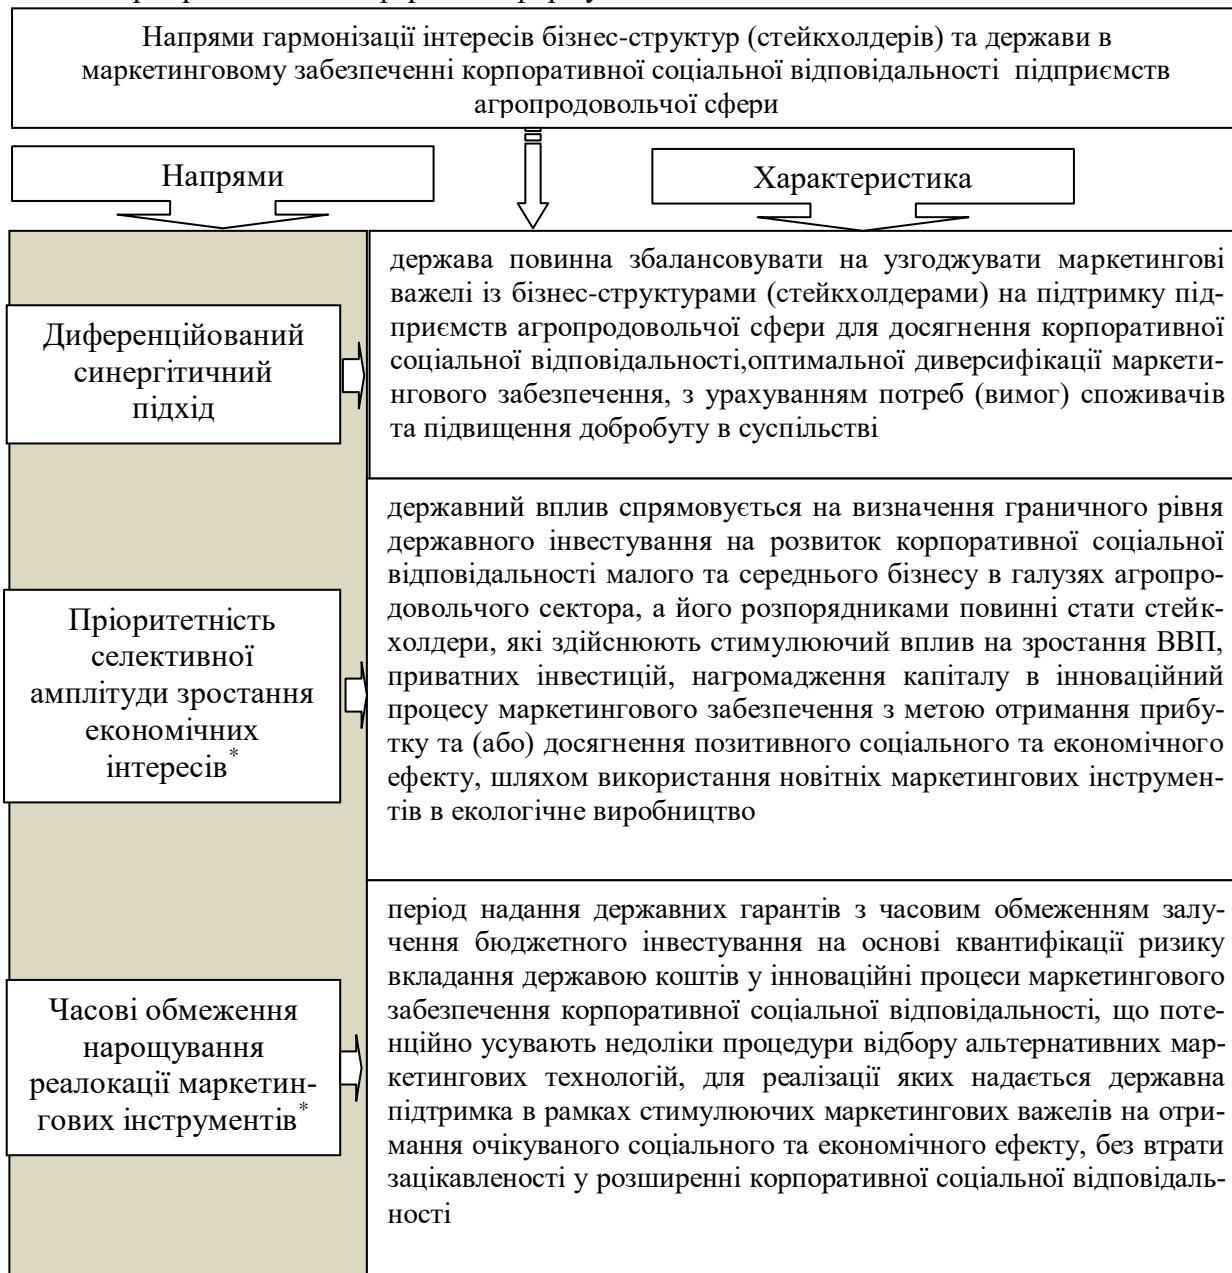 Напрями гармонізації інтересів бізнес-структур (стейкхолдерів) та держави в
маркетинговому забезпеченні корпоративної соціальної відповідальності підприємств
агропродовольчої сфери
Напрями
Характеристика
Диференційований
синергітичний
підхід
держава повинна збалансовувати на узгоджувати маркетингові
важелі із бізнес-структурами (стейкхолдерами) на підтримку під-
приємств агропродовольчої сфери для досягнення корпоративної
соціальної відповідальності,оптимальної диверсифікації маркети-
нгового забезпечення, з урахуванням потреб (вимог) споживачів
та підвищення добробуту в суспільстві
Пріоритетність
селективної
амплітуди зростання
економічних
інтересів*
державний вплив спрямовується на визначення граничного рівня
державного інвестування на розвиток корпоративної соціальної
відповідальності малого та середнього бізнесу в галузях агропро-
довольчого сектора, а його розпорядниками повинні стати стейк-
холдери, які здійснюють стимулюючий вплив на зростання ВВП,
приватних інвестицій, нагромадження капіталу в інноваційний
процесу маркетингового забезпечення з метою отримання прибу-
тку та (або) досягнення позитивного соціального та економічного
ефекту, шляхом використання новітніх маркетингових інструмен-
тів в екологічне виробництво
Часові обмеження
нарощування
реалокації маркетин-
гових інструментів*
період надання державних гарантів з часовим обмеженням залу-
чення бюджетного інвестування на основі квантифікації ризику
вкладання державою коштів у інноваційні процеси маркетингового
забезпечення корпоративної соціальної відповідальності, що поте-
нційно усувають недоліки процедури відбору альтернативних мар-
кетингових технологій, для реалізації яких надається державна
підтримка в рамках стимулюючих маркетингових важелів на отри-
мання очікуваного соціального та економічного ефекту, без втрати
зацікавленості у розширенні корпоративної соціальної відповідаль-
ності